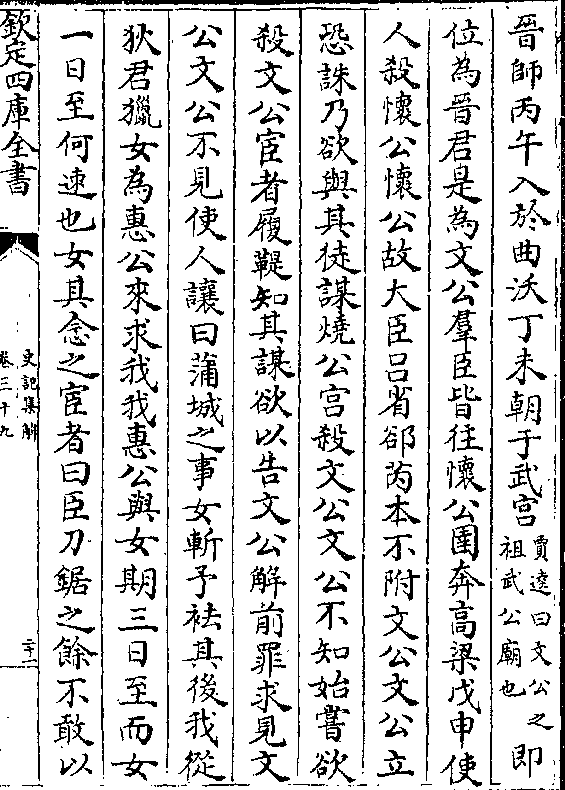 晉師丙午入於曲沃丁未朝于武宫賈逵曰文公之祖武公廟也即
位為晉君是為文公羣臣皆往懷公圉奔高梁戊申使
人殺懷公懷公故大臣吕省郤芮本不附文公文公立
恐誅乃欲與其徒謀燒公宫殺文公文公不知始嘗欲
殺文公宦者履鞮知其謀欲以告文公解前罪求見文
公文公不見使人讓曰蒲城之事女斬予袪其後我從
狄君獵女為惠公來求我我惠公與女期三日至而女
一日至何速也女其念之宦者曰臣刀鋸之餘不敢以
欽定四庫全書
史記集解
卷三十九
二十二